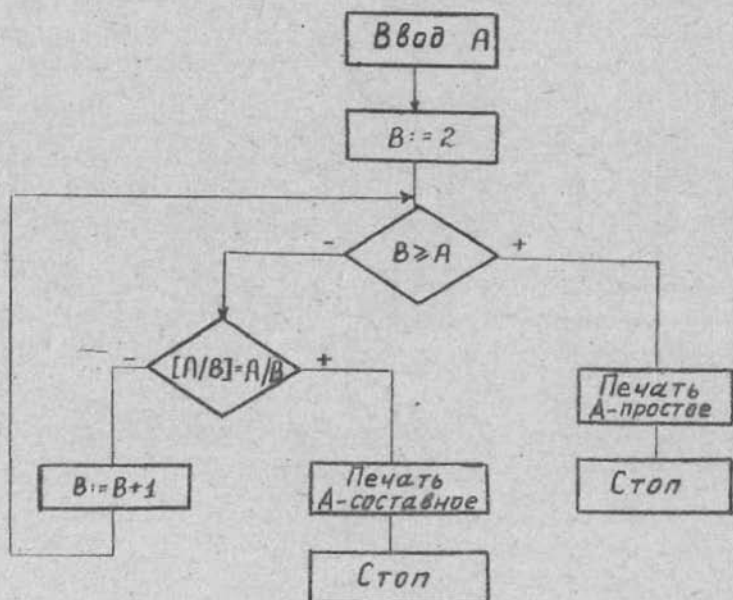 Ввод А
В:=2
В≥А
-
+
[А/В]=А/В
-
+
Печать
А-простое
В:=В+1
Печать
А-составное
Стоп
Стоп